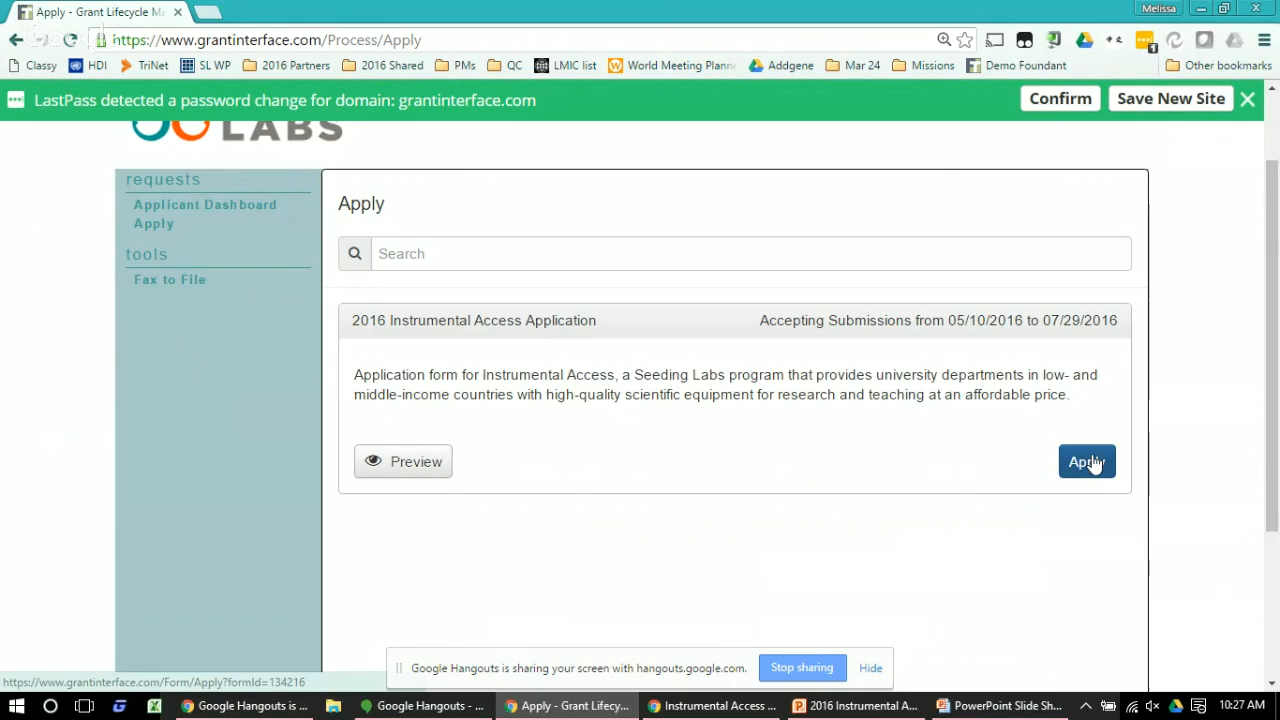 Apply - Grant Lifecycle Ma
Melissa
https://www.grantinterface.com/Process/Apply
Classy
HDI
TriNet
SL WP
2016 Partners
2016 Shared
PMs
QC
LMIC list
World Meeting Plann
Addgene
Mar 24
Missions
Demo Foundant
Other bookmarks
LastPass detected a password change for domain: grantinterface.com
Confirm
Save New Site
LABS
requests
Applicant Dashboard
Apply
tools
Fax to File
Apply
Search
2016 Instrumental Access Application
Accepting Submissions from 05/10/2016 to 07/29/2016
Application form for Instrumental Access, a Seeding Labs program that provides university departments in low- and
middle-income countries with high-quality scientific equipment for research and teaching at an affordable price.
Preview
Apply
Google Hangouts is sharing your screen with hangouts.google.com.
Stop sharing
Hide
https://www.grantinterface.com/Form/Apply?formId=134216
Google Hangouts is ...
Google Hangouts - ...
Apply - Grant Lifecy...
Instrumental Access ...
2016 Instrumental A...
PowerPoint Slide Sh...
10:27 AM